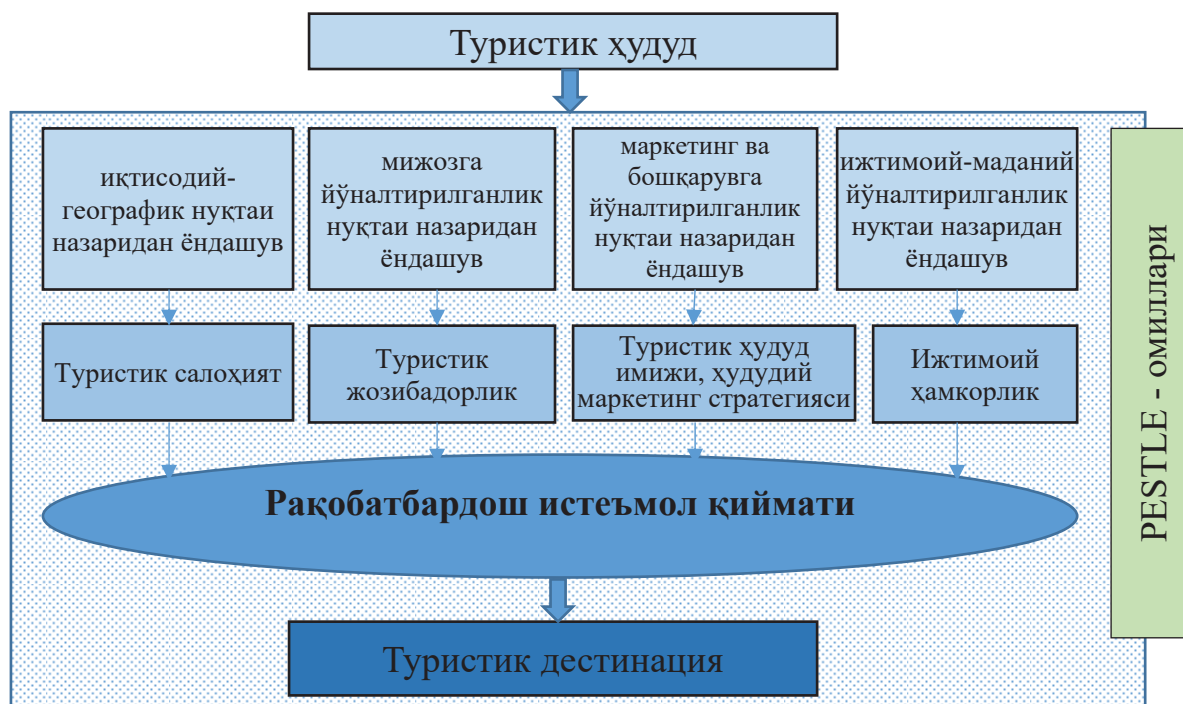 Туристик ҳудуд
иқтисодий-
географик нуқтаи
назаридан ёндашув
мижозга
йўналтирилганлик
нуқтаи назаридан
ёндашув
маркетинг ва
бошқарувга
йўналтирилганлик
нуқтаи назаридан
ёндашув
ижтимоий-маданий
йўналтирилганлик
нуқтаи назаридан
ёндашув
Туристик салоҳият
Туристик
жозибадорлик
Туристик ҳудуд
имижи, ҳудудий
маркетинг стратегияси
Ижтимоий
ҳамкорлик
Рақобатбардош истеъмол қиймати
Туристик дестинация
PESTLE - омиллари